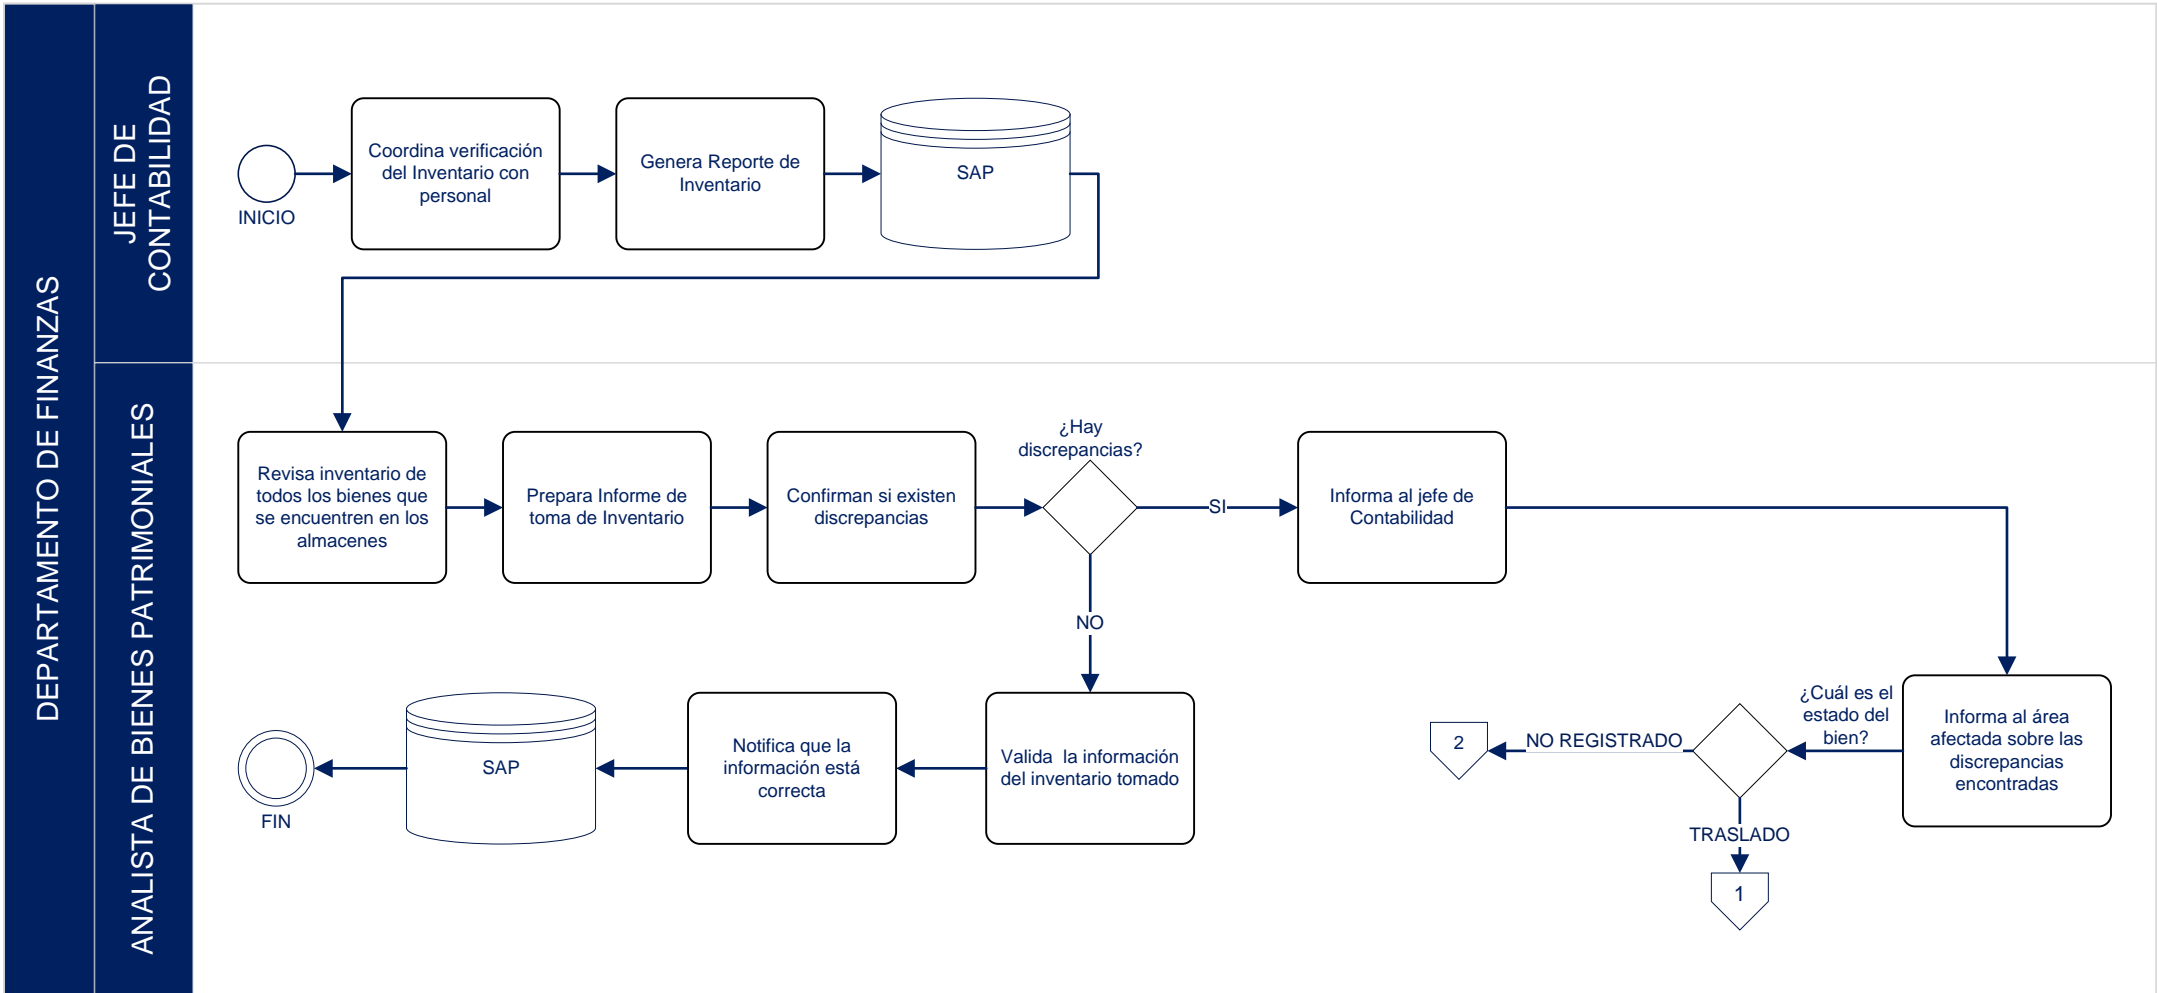 DEPARTAMENTO DE FINANZAS
JEFE DE
CONTABILIDAD
INICIO
Coordina verificación
del Inventario con
personal
Genera Reporte de
Inventario
SAP
ANALISTA DE BIENES PATRIMONIALES
Revisa inventario de
todos los bienes que
se encuentren en los
almacenes
Prepara Informe de
toma de Inventario
Confirman si existen
discrepancias
¿Hay
discrepancias?
SI
Informa al jefe de
Contabilidad
NO
FIN
SAP
Notifica que la
información está
correcta
Valida  la información
del inventario tomado
2
NO REGISTRADO
¿Cuál es el
estado del
bien?
Informa al área
afectada sobre las
discrepancias
encontradas
TRASLADO
1